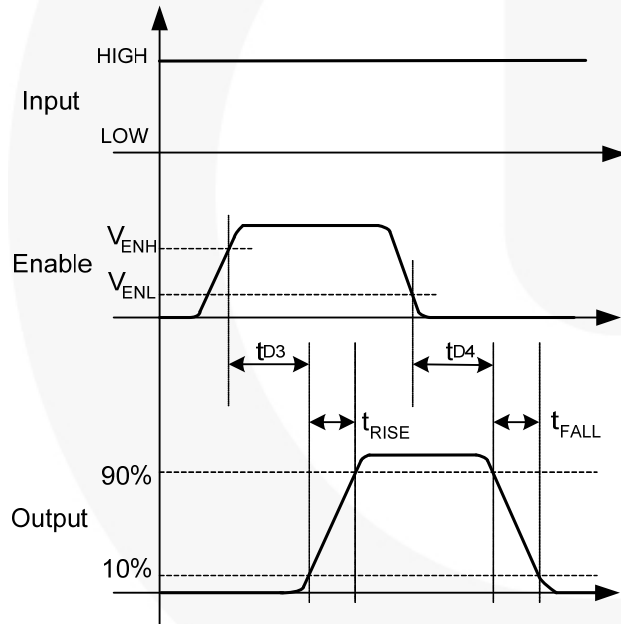 HIGH
Input
LOW
VENH
Enable
VENL
tD3
tD4
tRISE
tFALL
90%
Output
10%